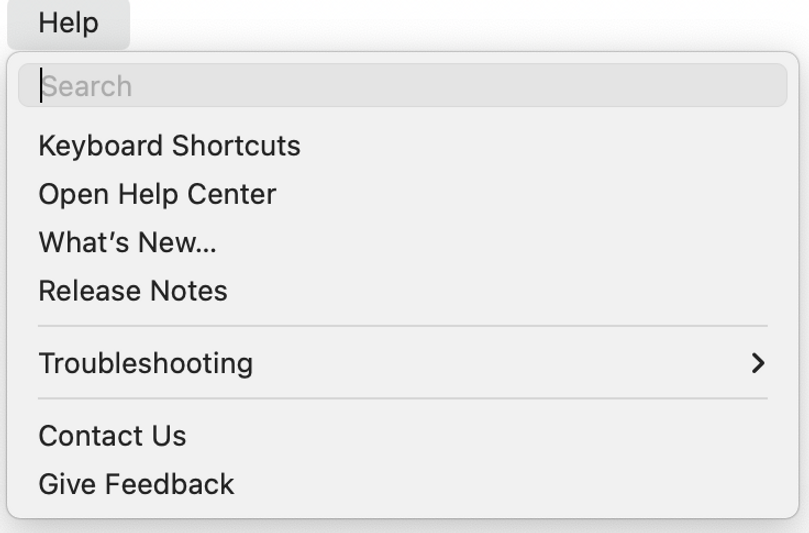 Help
Search
Keyboard Shortcuts
Open Help Center
What’s New...
Release Notes
Troubleshooting
Contact Us
Give Feedback